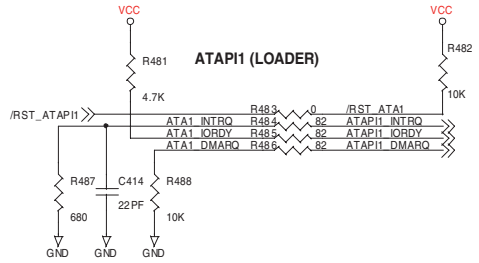 VCC VCC
R481 ATAPI1 (LOADER) R482
4.7K 10K
/RST_ATAPI1 R483 0 /RST_ATA1
ATA1_INTRQ R484 82 ATAPI1_INTRQ
ATA1_IORDY R485 82 ATAPI1_IORDY
ATA1_DMARQ R486 82 ATAPI1_DMARQ
R487 C414 R488
680 22PF 10K
GND GND GND